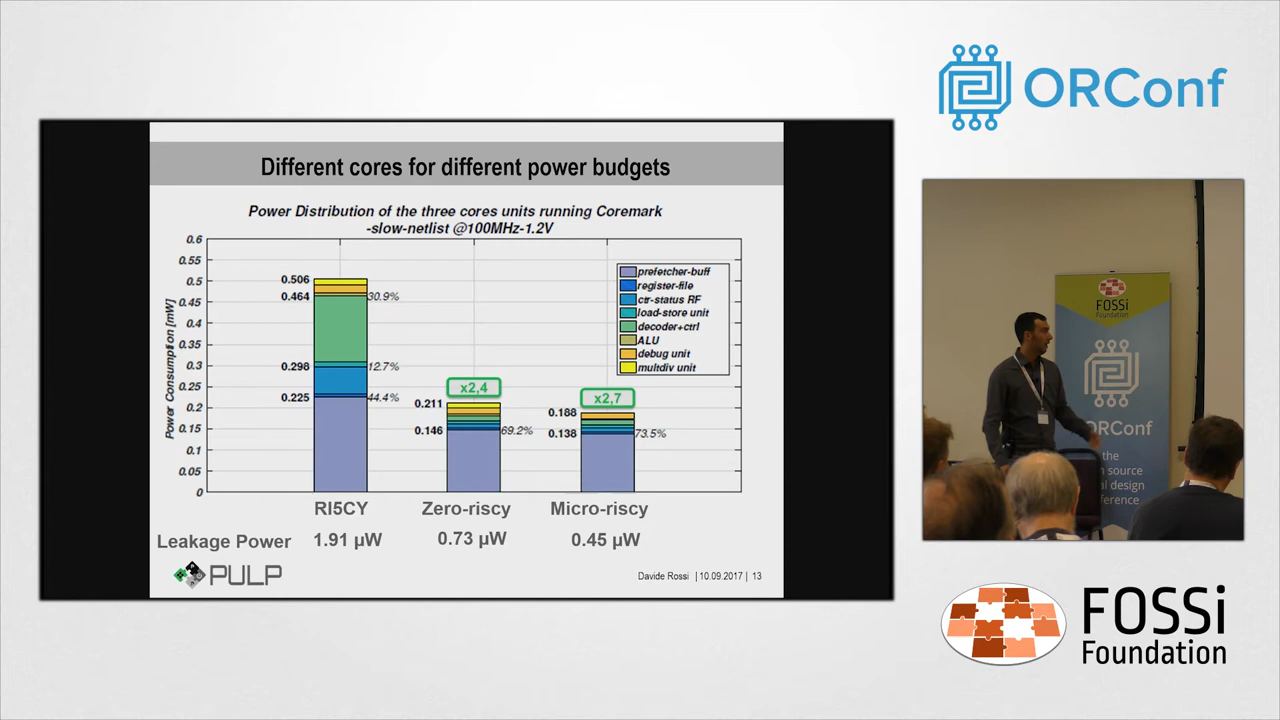 ORConf
Different cores for different power budgets
Power Distribution of the three cores units running Coremark
-slow-netlist @100MHz-1.2V
Power Consumption [mW]
0.6
0.55
0.5
0.45
0.4
0.35
0.3
0.25
0.2
0.15
0.1
0.05
0
0.506
0.464
30.9%
0.298
12.7%
0.225
44.4%
x2,4
0.211
0.146
69.2%
x2,7
0.188
0.138
73.5%
prefetcher-buff
register-file
ctr-status RF
load-store unit
decoder+ctrl
ALU
debug unit
multdiv unit
RI5CY
Zero-riscy
Micro-riscy
Leakage Power
1.91 µW
0.73 µW
0.45 µW
PULP
Davide Rossi | 10.09.2017 | 13
FOSSi
Foundation
ORConf
the
source
design
FOSSi
Foundation